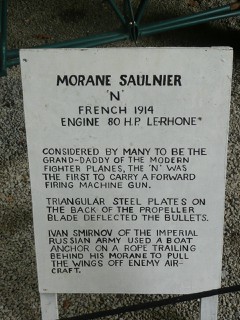 MORANE SAULNIER
"N"
FRENCH 1914
ENGINE 80 H.P. LE-RHONE"
CONSIDERED BY MANY TO BE THE
GRAND-DADDY OF THE MODERN
FIGHTER PLANES, THE 'N' WAS
THE FIRST TO CARRY A FORWARD
FIRING MACHINE GUN.
TRIANGULAR STEEL PLATES ON
THE BACK OF THE PROPELLER
BLADE DEFLECTED THE BULLETS.
IVAN SMIRNOV OF THE IMPERIAL
RUSSIAN ARMY USED A BOAT
ANCHOR ON A ROPE TRAILING
BEHIND HIS MORANE TO PULL
THE WINGS OFF ENEMY AIR-
CRAFT.